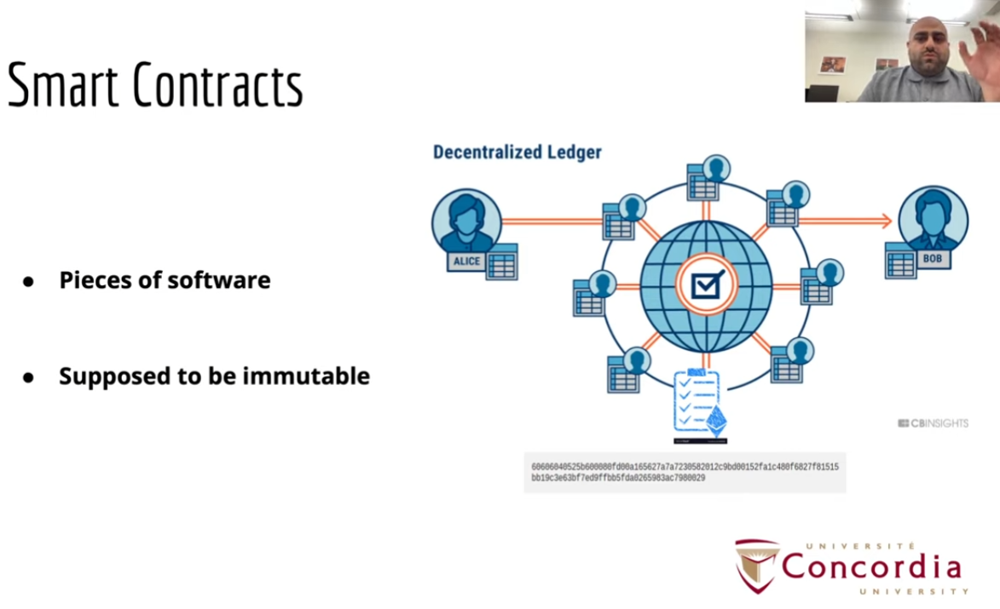 Smart Contracts
Decentralized Ledger
ALICE
BOB
● Pieces of software
● Supposed to be immutable
CBINSIGHTS
60606040525b600080fd00a165627a7a7230582012c9bd00152fa1c480f6827f81515
bb19c3e63bf7ed9ffbb5fda0265983ac7980029
UNIVERSITÉ
Concordia
UNIVERSITY